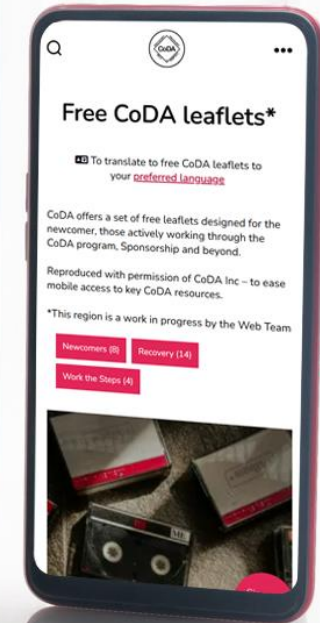 CoDA
Free CoDA leaflets*
To translate to free CoDA leaflets to
your preferred language
CoDA offers a set of free leaflets designed for the
newcomer, those actively working through the
CoDA program, Sponsorship and beyond.
Reproduced with permission of CoDA Inc – to ease
mobile access to key CoDA resources.
*This region is a work in progress by the Web Team
Newcomers (8) Recovery (14)
Work the Steps (4)